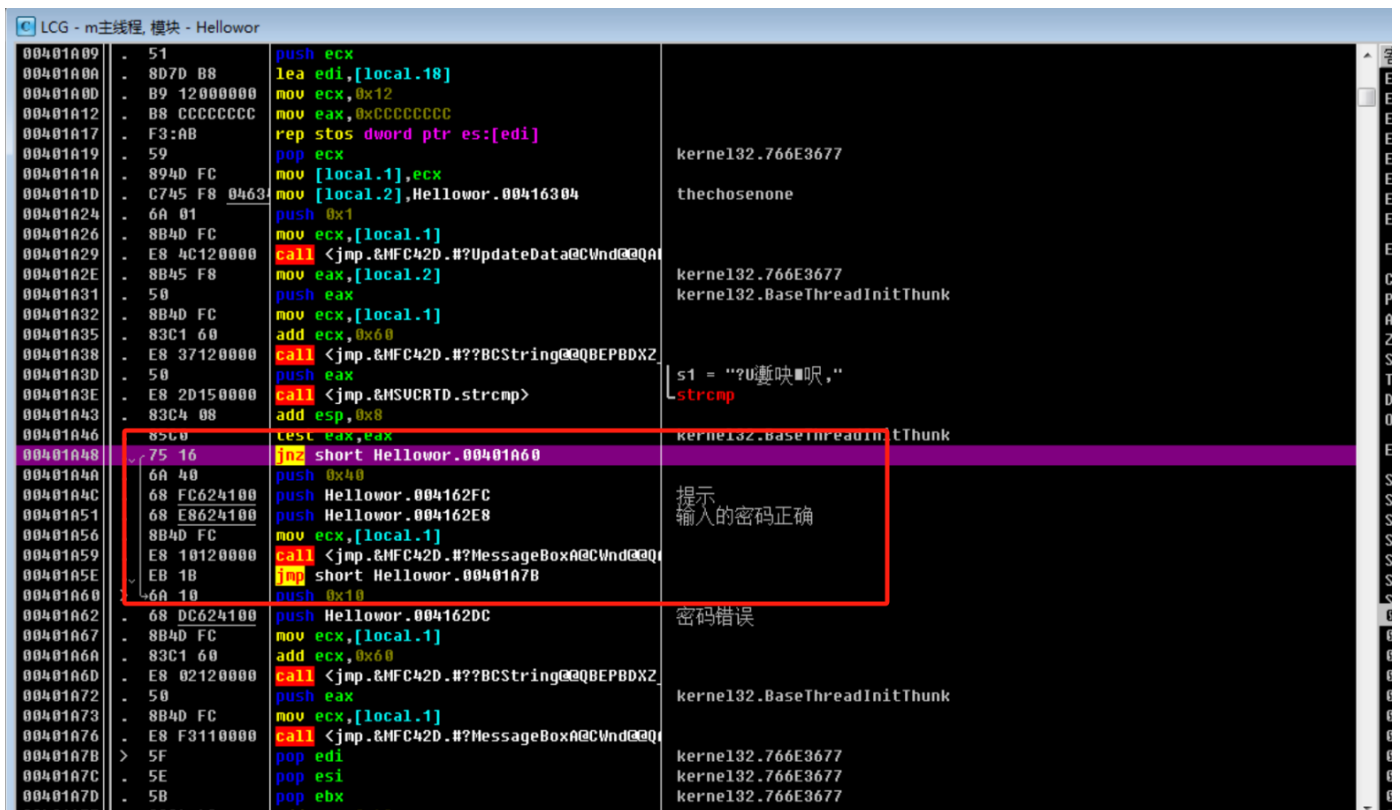 LCG - m主线程, 模块 - Hellowor
00401A09 . 51 push ecx
00401A0A . 8D7D B8 lea edi,[local.18]
00401A0D . B9 12000000 mov ecx,0x12
00401A12 . B8 CCCCCCCC mov eax,0xCCCCCCCC
00401A17 . F3:AB rep stos dword ptr es:[edi]
00401A19 . 59 pop ecx kernel32.766E3677
00401A1A . 894D FC mov [local.1],ecx
00401A1D . C745 F8 0463 mov [local.2],Hellowor.00416304 thechosenone
00401A24 . 6A 01 push 0x1
00401A26 . 8B4D FC mov ecx,[local.1]
00401A29 . E8 4C120000 call <jmp.&MFC42D.#?UpdateData@CWnd@@QA
00401A2E . 8B45 F8 mov eax,[local.2] kernel32.766E3677
00401A31 . 50 push eax kernel32.BaseThreadInitThunk
00401A32 . 8B4D FC mov ecx,[local.1]
00401A35 . 83C1 60 add ecx,0x60
00401A38 . E8 37120000 call <jmp.&MFC42D.#??BCString@@QBEPBDXZ_
00401A3D . 50 push eax s1 =
00401A3E . E8 2D150000 call <jmp.&MSVCRTD.strcmp> strcmp
00401A43 . 83C4 08 add esp,0x8
00401A46 . 85C0 test eax,eax kernel32.BaseThreadInitThunk
00401A48 . 75 16 jnz short Hellowor.00401A60
00401A4A . 6A 40 push 0x40
00401A4C . 68 FC624100 push Hellowor.004162FC 提示
00401A51 . 68 E8624100 push Hellowor.004162E8 输入的密码正确
00401A56 . 8B4D FC mov ecx,[local.1]
00401A59 . E8 10120000 call <jmp.&MFC42D.#?MessageBoxA@CWnd@@Q
00401A5E . EB 1B jmp short Hellowor.00401A7B
00401A60 > 6A 10 push 0x10
00401A62 . 68 DC624100 push Hellowor.004162DC 密码错误
00401A67 . 8B4D FC mov ecx,[local.1]
00401A6A . 83C1 60 add ecx,0x60
00401A6D . E8 02120000 call <jmp.&MFC42D.#??BCString@@QBEPBDXZ_
00401A72 . 50 push eax kernel32.BaseThreadInitThunk
00401A73 . 8B4D FC mov ecx,[local.1]
00401A76 . E8 F3110000 call <jmp.&MFC42D.#?MessageBoxA@CWnd@@Q
00401A7B > 5F pop edi kernel32.766E3677
00401A7C . 5E pop esi kernel32.766E3677
00401A7D . 5B pop ebx kernel32.766E3677